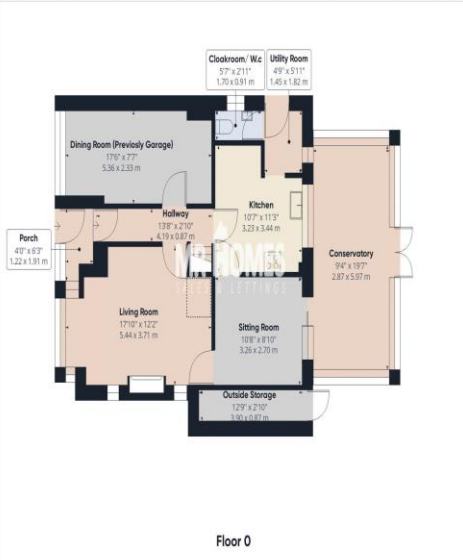 Cloakroom/ W.c
5'7" x 2'11"
1.70 x 0.91 m
Utility Room
4'9" x 5'11"
1.45 x 1.82 m
Dining Room (Previosly Garage)
17'6" x 7'7"
5.36 x 2.33 m
Kitchen
10'7" x 11'3"
3.23 x 3.44 m
Hallway
13'8" x 2'10"
4.19 x 0.87 m
Porch
4'0" x 6'3"
1.22 x 1.91 m
MR HOMES
SALES & LETTINGS
Conservatory
9'4" x 19'7"
2.87 x 5.97 m
Living Room
17'10" x 12'2"
5.44 x 3.71 m
Sitting Room
10'8" x 8'10"
3.26 x 2.70 m
Outside Storage
12'9" x 2'10"
3.90 x 0.87 m
Floor 0